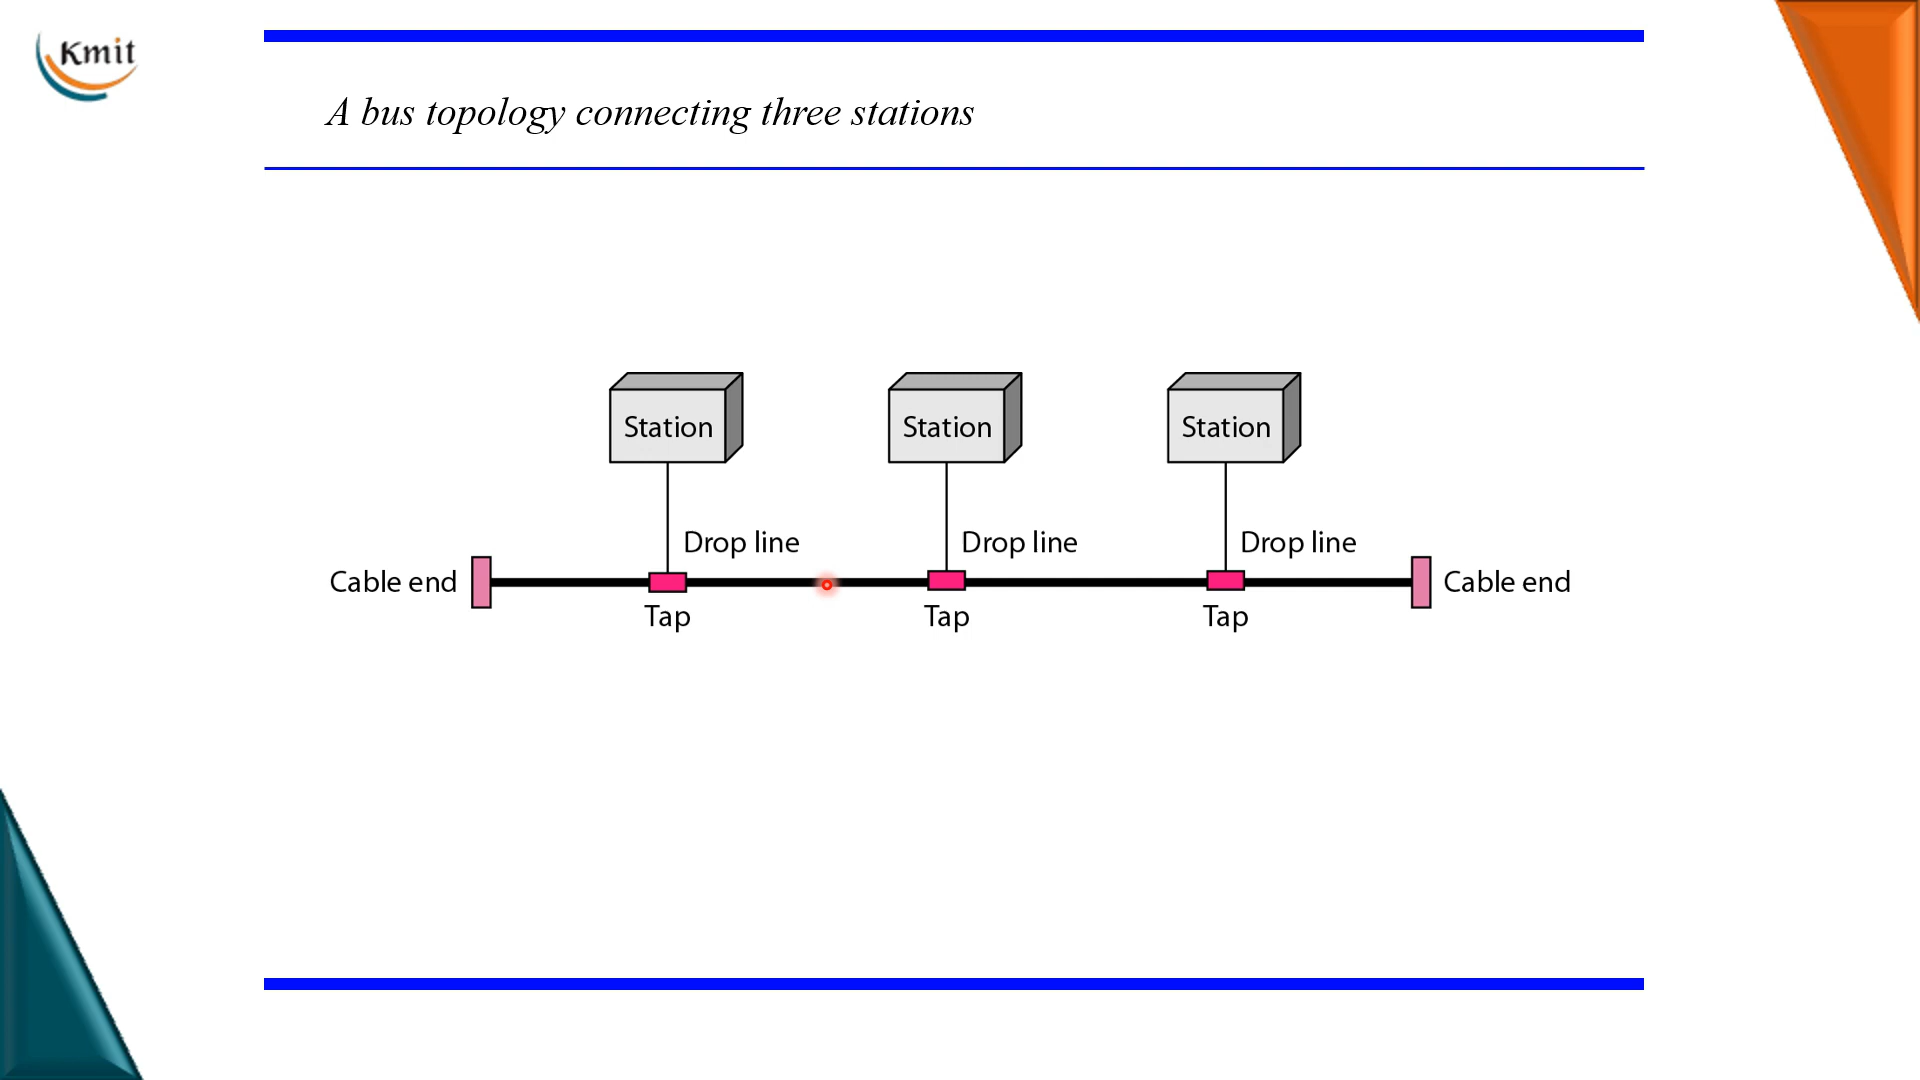 Kmit
A bus topology connecting three stations
Station Station Station
Drop line Drop line Drop line
Cable end Cable end
Tap Tap Tap